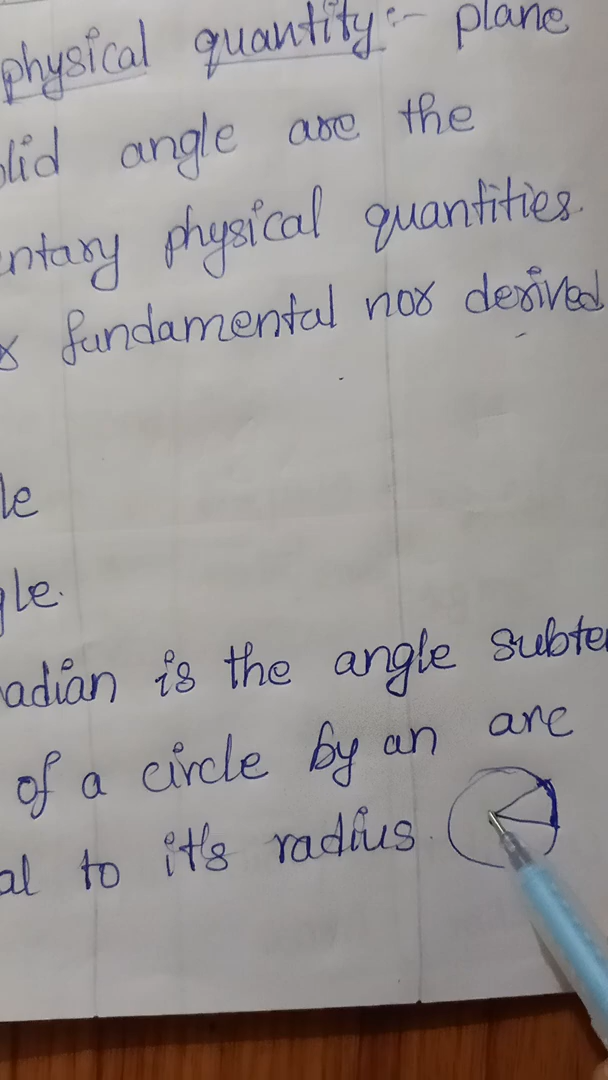 physical quantity:- plane
lid angle are the
ntary physical quantities.
fundamental nor derived
le
gle.
adian is the angle subte
of a circle by an arc
al to it's radius.